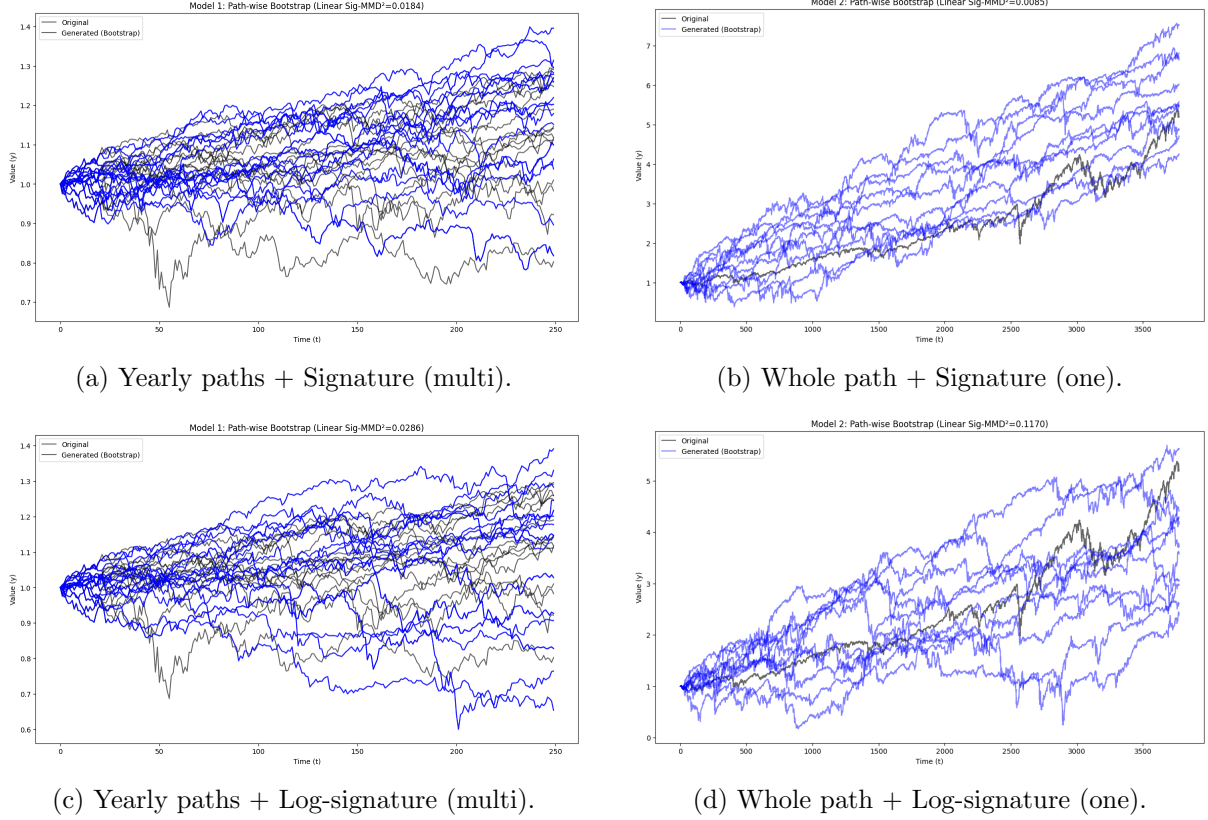 Model 1: Path-wise Bootstrap (Linear Sig-MMD²=0.0184)
1.4
1.3
1.2
1.1
1.0
0.9
0.8
0.7
Value (y)
Original
Generated (Bootstrap)
0
50
100
150
200
250
Time (t)
(a) Yearly paths + Signature (multi).
Model 2: Path-wise Bootstrap (Linear Sig-MMD²=0.0085)
7
6
5
4
3
2
1
Value (y)
Original
Generated (Bootstrap)
0
500
1000
1500
2000
2500
3000
3500
Time (t)
(b) Whole path + Signature (one).
Model 1: Path-wise Bootstrap (Linear Sig-MMD²=0.0286)
1.4
1.3
1.2
1.1
1.0
0.9
0.8
0.7
0.6
Value (y)
Original
Generated (Bootstrap)
0
50
100
150
200
250
Time (t)
(c) Yearly paths + Log-signature (multi).
Model 2: Path-wise Bootstrap (Linear Sig-MMD²=0.1170)
5
4
3
2
1
0
Value (y)
Original
Generated (Bootstrap)
0
500
1000
1500
2000
2500
3000
3500
Time (t)
(d) Whole path + Log-signature (one).